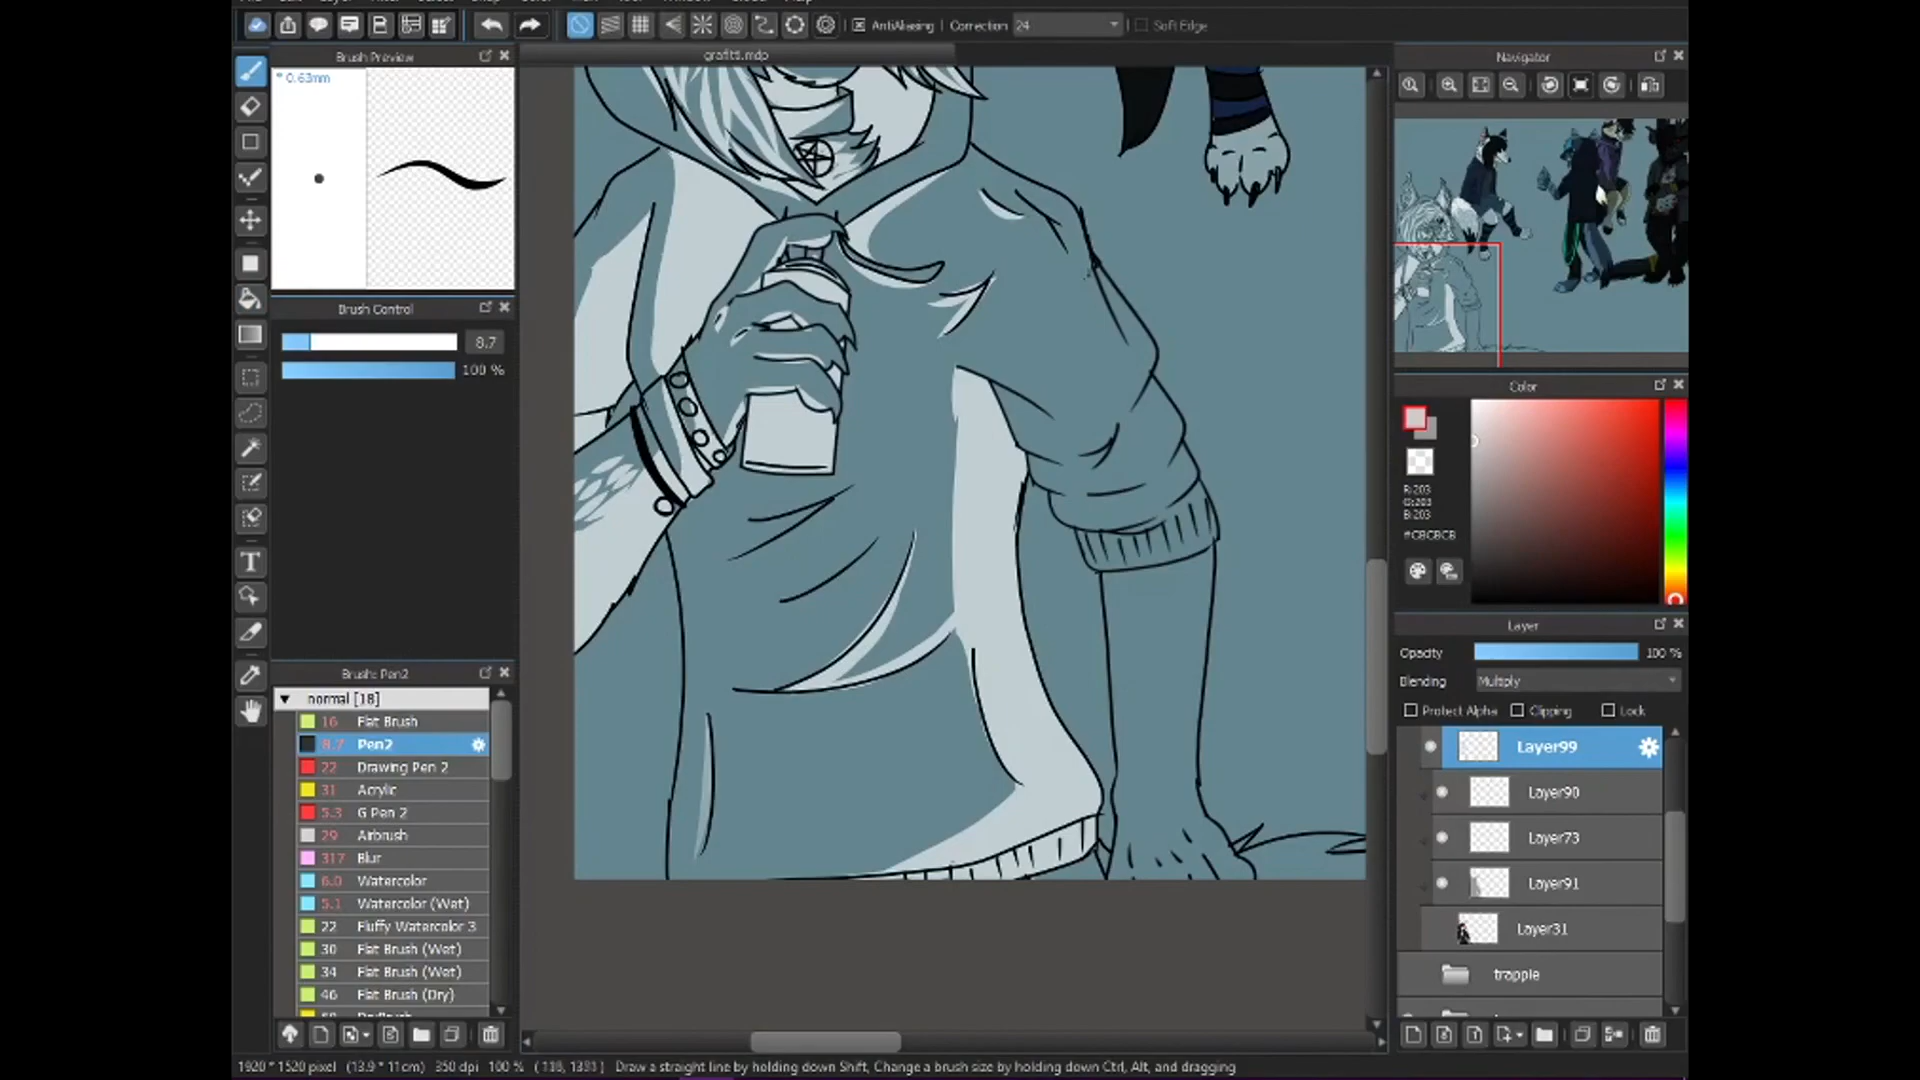 AntiAliasing Correction 24 Soft Edge
Brush Preview
grafitti.mdp
Navigator
* 0.63mm
Brush Control
8.7
100 %
Color
R:203
G:203
B:203
#CBCBCB
Layer
Opacity 100 %
Blending Multiply
Protect Alpha Clipping Lock
Layer99
Layer90
Layer73
Layer91
Layer31
trapple
Brush: Pen2
normal [18]
16 Flat Brush
8.7 Pen2
22 Drawing Pen 2
31 Acrylic
5.3 G Pen 2
29 Airbrush
317 Blur
6.0 Watercolor
5.1 Watercolor (Wet)
22 Fluffy Watercolor 3
30 Flat Brush (Wet)
34 Flat Brush (Wet)
46 Flat Brush (Dry)
1920 * 1520 pixel (13.9 * 11cm) 350 dpi 100 % Draw a straight line by holding down Shift, Change a brush size by holding down Ctrl, Alt, and dragging